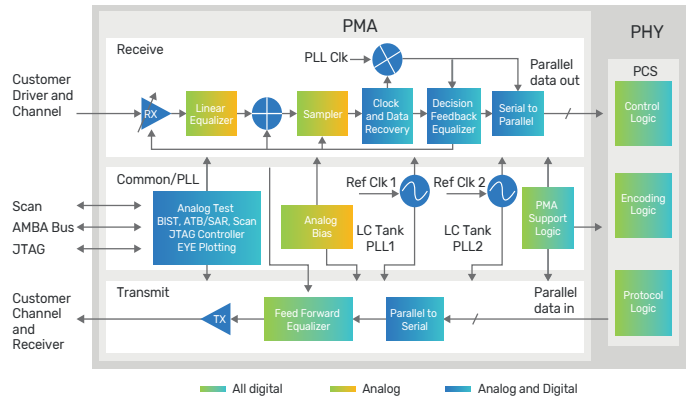 PMA
PHY
Receive
PLL Clk
Parallel
data out
PCS
Customer
Driver and
Channel
RX
Linear
Equalizer
Sampler
Clock
and Data
Recovery
Decision
Feedback
Equalizer
Serial to
Parallel
Control
Logic
Common/PLL
Scan
AMBA Bus
JTAG
Analog Test
BIST, ATB/SAR, Scan
JTAG Controller
EYE Plotting
Analog
Bias
Ref Clk 1
LC Tank
PLL1
Ref Clk 2
LC Tank
PLL2
PMA
Support
Logic
Encoding
Logic
Transmit
Customer
Channel
and
Receiver
TX
Feed Forward
Equalizer
Parallel to
Serial
Parallel
data in
Protocol
Logic
All digital
Analog
Analog and Digital